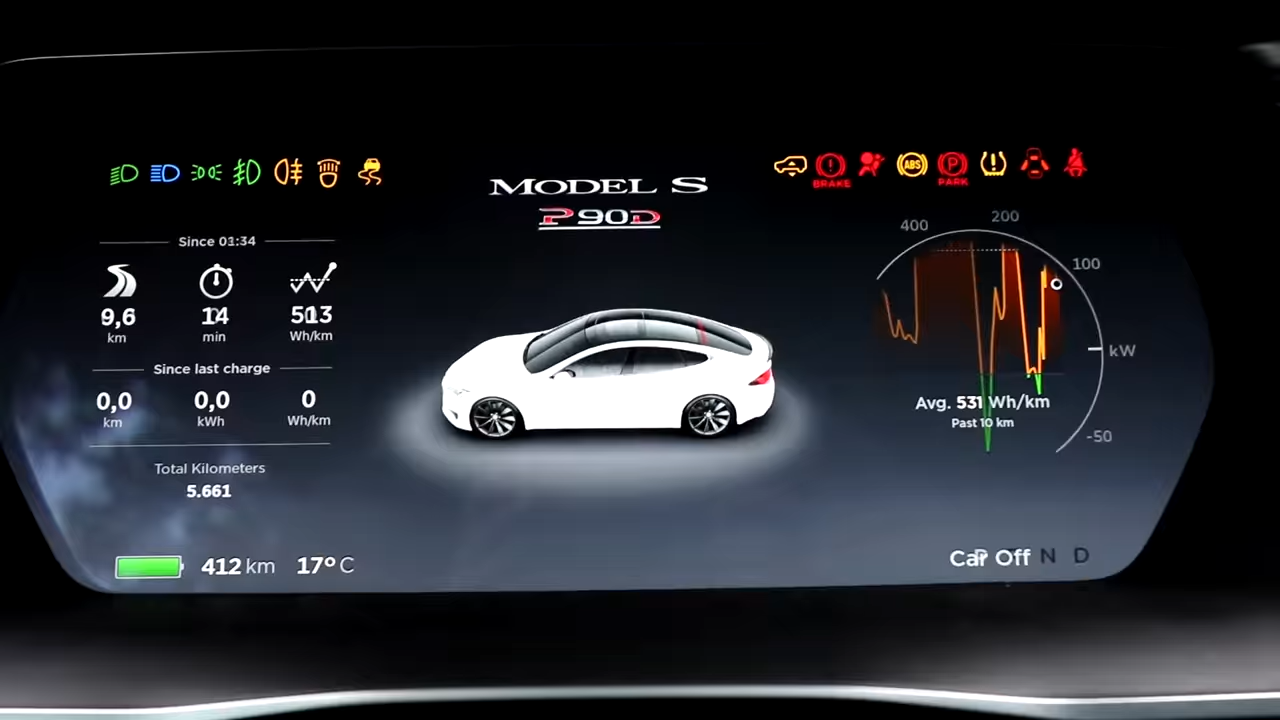 BRAKE
ABS
P
PARK
MODEL S
P90D
Since 01:34
9,6
km
14
min
Wh/km
Since last charge
0,0
km
0,0
kWh
0
Wh/km
Total Kilometers
5.661
412 km 17° C
400
200
100
kW
-50
Avg. 531 Wh/km
Past 10 km
Car Off N D